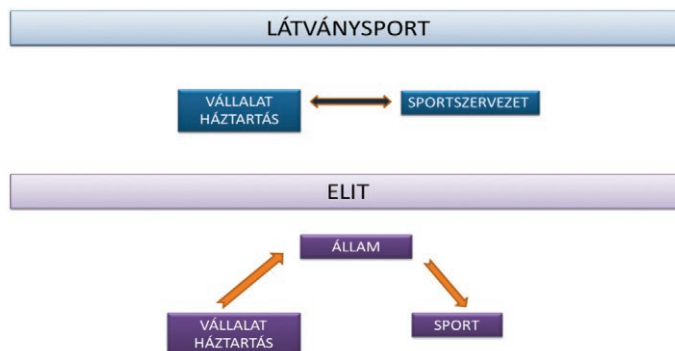 LÁTVÁNYSPORT
VÁLLALAT
HÁZTARTÁS
SPORTSZERVEZET
ELIT
ÁLLAM
VÁLLALAT
HÁZTARTÁS
SPORT